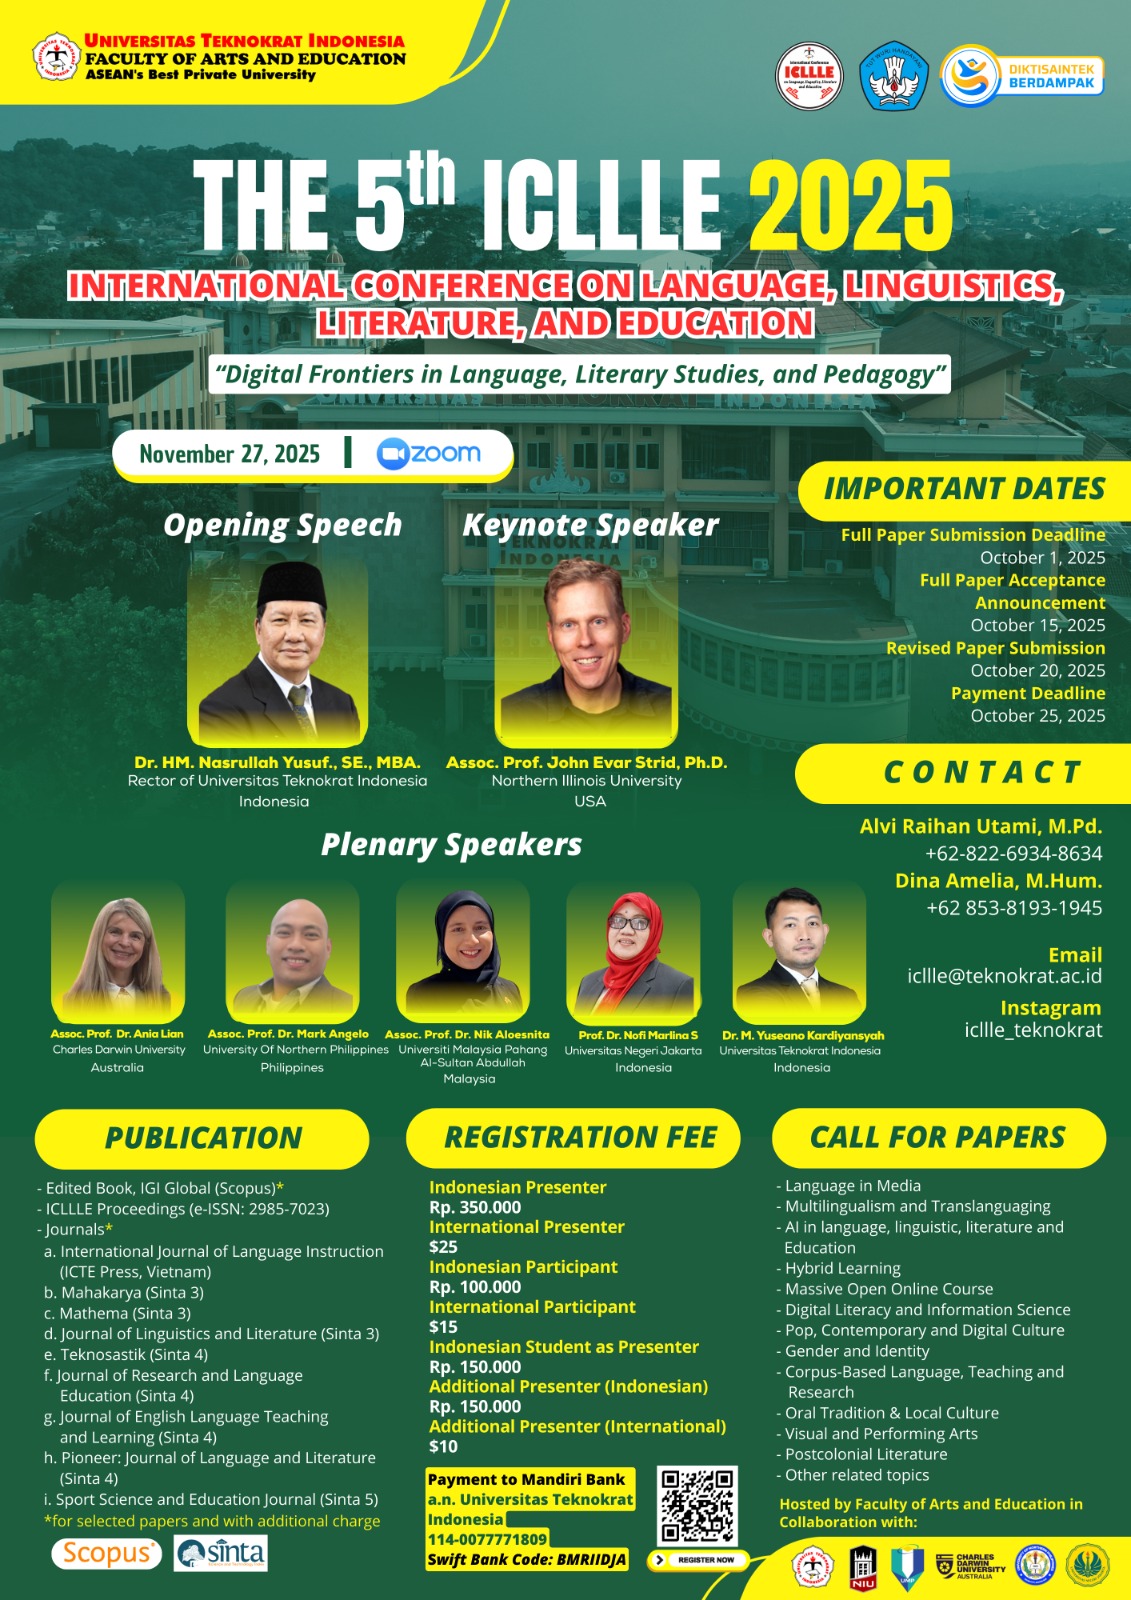 UNIVERSITAS TEKNOKRAT INDONESIA
FACULTY OF ARTS AND EDUCATION
ASEAN's Best Private University
ICLLLE
TUT WURI HANDAYANI
DIKTISAINTEK
BERDAMPAK
THE 5th ICLLLE 2025
INTERNATIONAL CONFERENCE ON LANGUAGE, LINGUISTICS,
LITERATURE, AND EDUCATION
“Digital Frontiers in Language, Literary Studies, and Pedagogy”
UNIVERSITAS TEKNOKRAT INDONESIA
November 27, 2025 | zoom
Opening Speech
Dr. HM. Nasrullah Yusuf., SE., MBA.
Rector of Universitas Teknokrat Indonesia
Indonesia
Keynote Speaker
TEKNOKRAT
INDONESIA
Assoc. Prof. John Evar Strid, Ph.D.
Northern Illinois University
USA
IMPORTANT DATES
Full Paper Submission Deadline
October 1, 2025
Full Paper Acceptance
Announcement
October 15, 2025
Revised Paper Submission
October 20, 2025
Payment Deadline
October 25, 2025
CONTACT
Alvi Raihan Utami, M.Pd.
+62-822-6934-8634
Dina Amelia, M.Hum.
+62 853-8193-1945
Email
icllle@teknokrat.ac.id
Instagram
icllle_teknokrat
Plenary Speakers
Assoc. Prof. Dr. Ania Lian
Charles Darwin University
Australia
Assoc. Prof. Dr. Mark Angelo
University Of Northern Philippines
Philippines
Assoc. Prof. Dr. Nik Aloesnita
Universiti Malaysia Pahang
Al-Sultan Abdullah
Malaysia
Prof. Dr. Nofi Marlina S
Universitas Negeri Jakarta
Indonesia
Dr. M. Yuseano Kardiyansyah
Universitas Teknokrat Indonesia
Indonesia
PUBLICATION
- Edited Book, IGI Global (Scopus)*
- ICLLLE Proceedings (e-ISSN: 2985-7023)
- Journals*
a. International Journal of Language Instruction
(ICTE Press, Vietnam)
b. Mahakarya (Sinta 3)
c. Mathema (Sinta 3)
d. Journal of Linguistics and Literature (Sinta 3)
e. Teknosastik (Sinta 4)
f. Journal of Research and Language
Education (Sinta 4)
g. Journal of English Language Teaching
and Learning (Sinta 4)
h. Pioneer: Journal of Language and Literature
(Sinta 4)
i. Sport Science and Education Journal (Sinta 5)
*for selected papers and with additional charge
Scopus
sinta
REGISTRATION FEE
Indonesian Presenter
Rp. 350.000
International Presenter
$25
Indonesian Participant
Rp. 100.000
International Participant
$15
Indonesian Student as Presenter
Rp. 150.000
Additional Presenter (Indonesian)
Rp. 150.000
Additional Presenter (International)
$10
Payment to Mandiri Bank
a.n. Universitas Teknokrat
Indonesia
114-0077771809
Swift Bank Code: BMRIIDJA
REGISTER NOW
CALL FOR PAPERS
- Language in Media
- Multilingualism and Translanguaging
- AI in language, linguistic, literature and
Education
- Hybrid Learning
- Massive Open Online Course
- Digital Literacy and Information Science
- Pop, Contemporary and Digital Culture
- Gender and Identity
- Corpus-Based Language, Teaching and
Research
- Oral Tradition & Local Culture
- Visual and Performing Arts
- Postcolonial Literature
- Other related topics
Hosted by Faculty of Arts and Education in
Collaboration with:
NIU
UMP
CHARLES
DARWIN
UNIVERSITY
AUSTRALIA